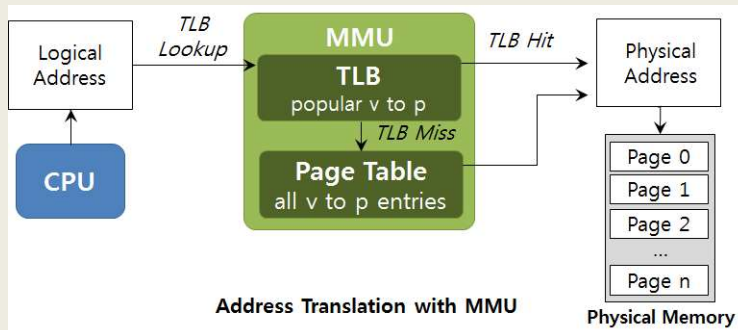 Logical
Address
CPU
TLB
Lookup
MMU
TLB
popular v to p
TLB Miss
Page Table
all v to p entries
TLB Hit
Physical
Address
Page 0
Page 1
Page 2
...
Page n
Physical Memory
Address Translation with MMU